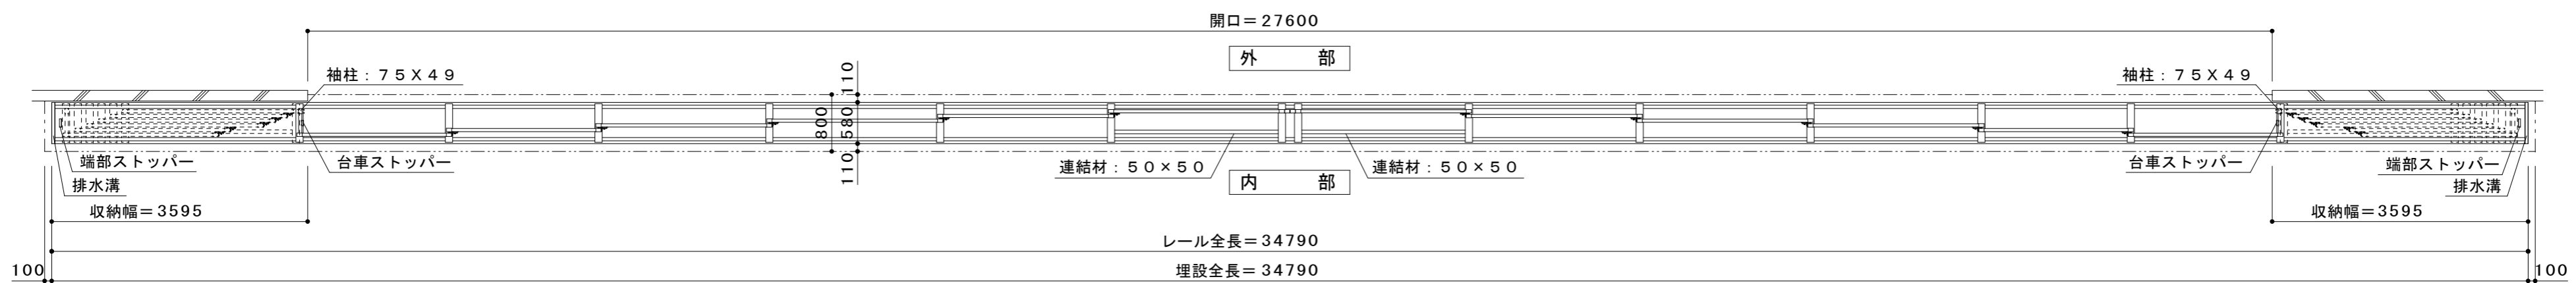 開口＝27600
外　部
袖柱：７５Ｘ４９
袖柱：７５Ｘ４９
110
800
580
110
端部ストッパー
台車ストッパー
連結材：５０×５０
連結材：５０×５０
台車ストッパー
端部ストッパー
排水溝
内　部
排水溝
収納幅＝3595
収納幅＝3595
レール全長＝34790
100
埋設全長＝34790
100